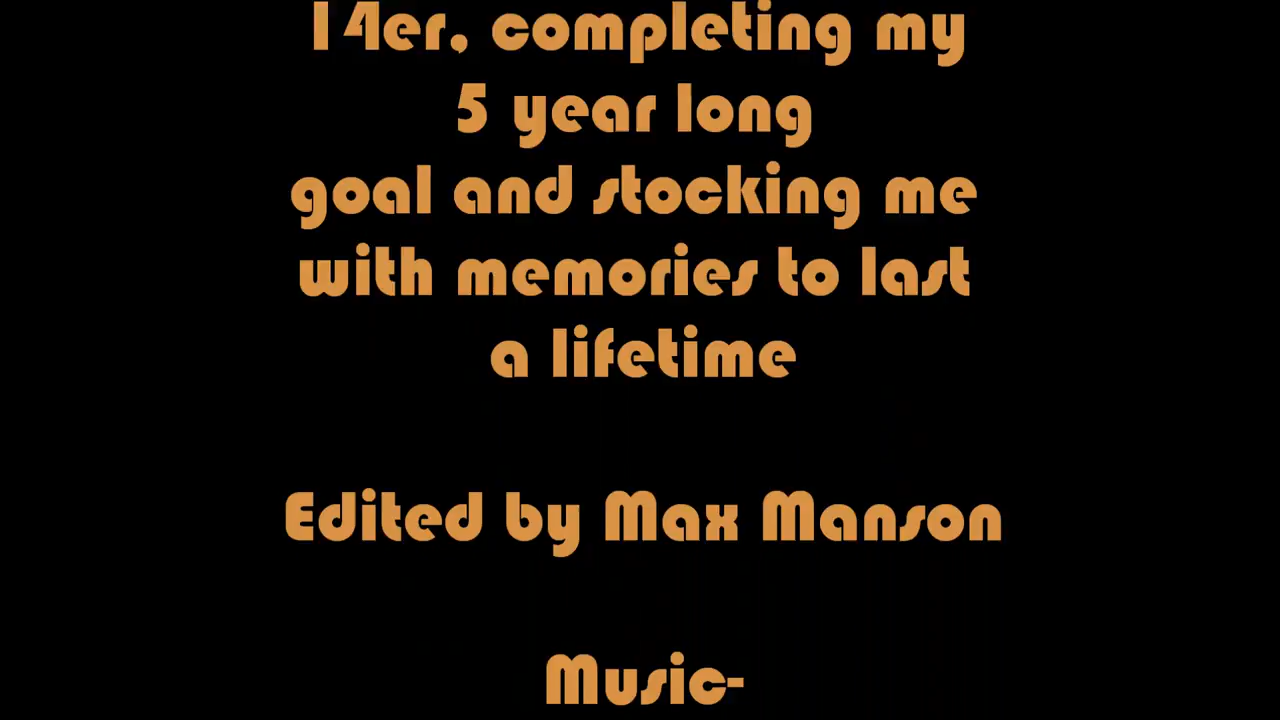 14er, completing my
5 year long
goal and stocking me
with memories to last
a lifetime
Edited by Max Manson
Music-